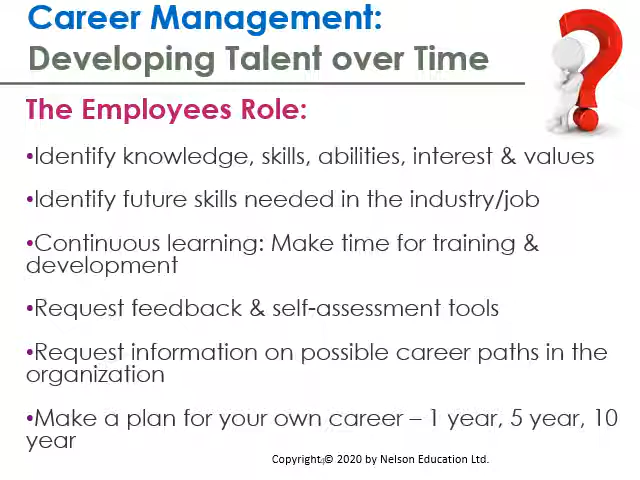 Career Management:
Developing Talent over Time
The Employees Role:
•Identify knowledge, skills, abilities, interest & values
•Identify future skills needed in the industry/job
•Continuous learning: Make time for training &
development
•Request feedback & self-assessment tools
•Request information on possible career paths in the
organization
•Make a plan for your own career – 1 year, 5 year, 10
year
Copyright © 2020 by Nelson Education Ltd.